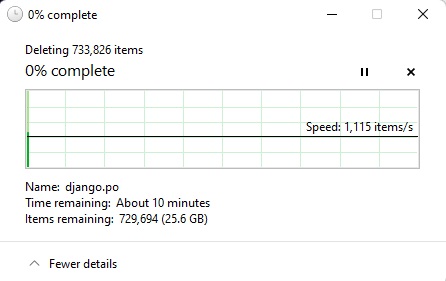 0% complete
Deleting 733,826 items
0% complete
Speed: 1,115 items/s
Name: django.po
Time remaining: About 10 minutes
Items remaining: 729,694 (25.6 GB)
Fewer details